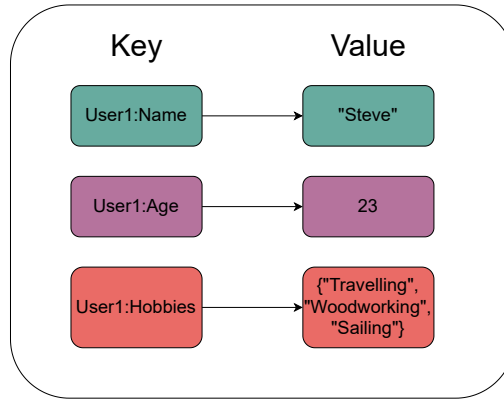 Key
Value
User1:Name
"Steve"
User1:Age
23
User1:Hobbies
{"Travelling",
"Woodworking",
"Sailing"}